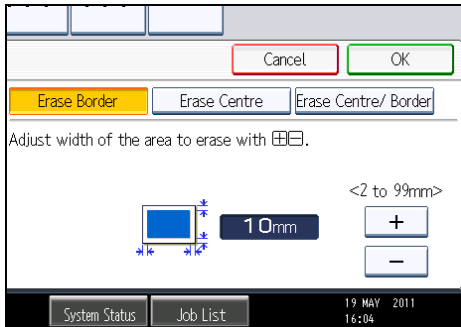 Cancel OK
Erase Border Erase Centre Erase Centre/ Border
Adjust width of the area to erase with ⊞⊟.
<2 to 99mm>
10mm +
−
System Status Job List 19 MAY 2011
16:04